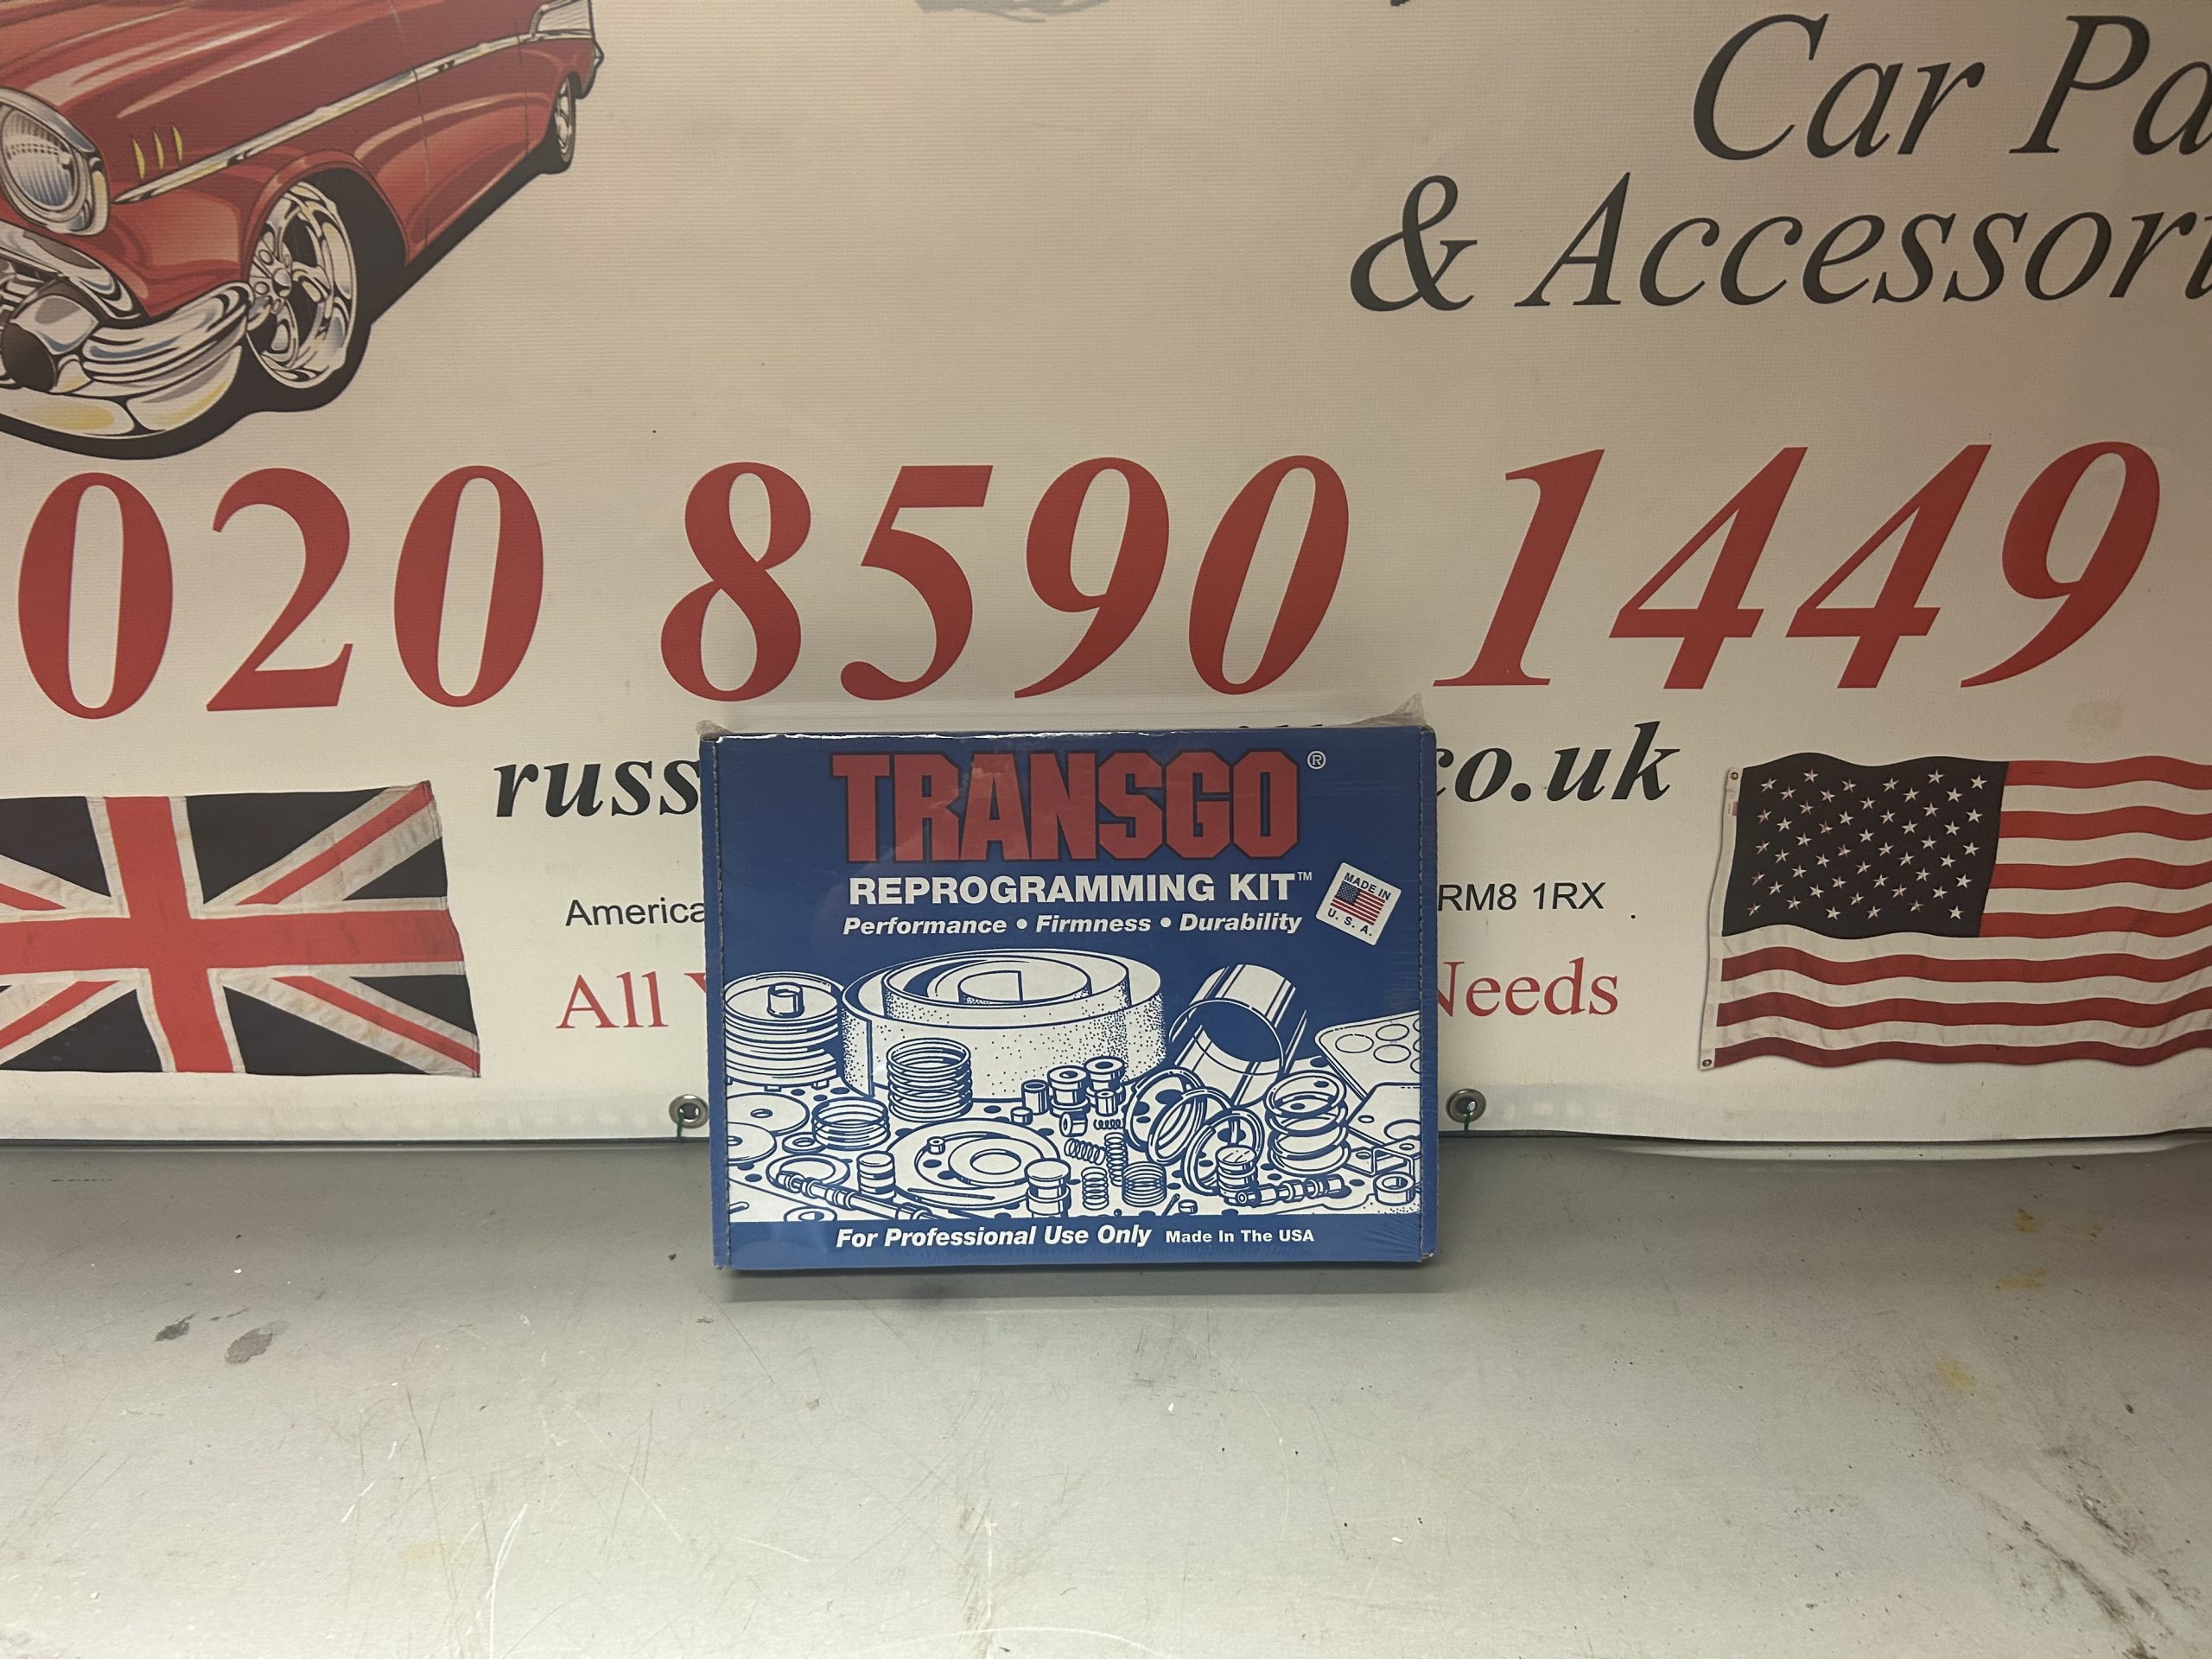 Car Pa
& Accessori
020 8590 1449
russ
co.uk
America
RM8 1RX
All
Needs
TRANSGO®
REPROGRAMMING KIT™
Performance • Firmness • Durability
MADE IN
U. S. A.
For Professional Use Only Made In The USA